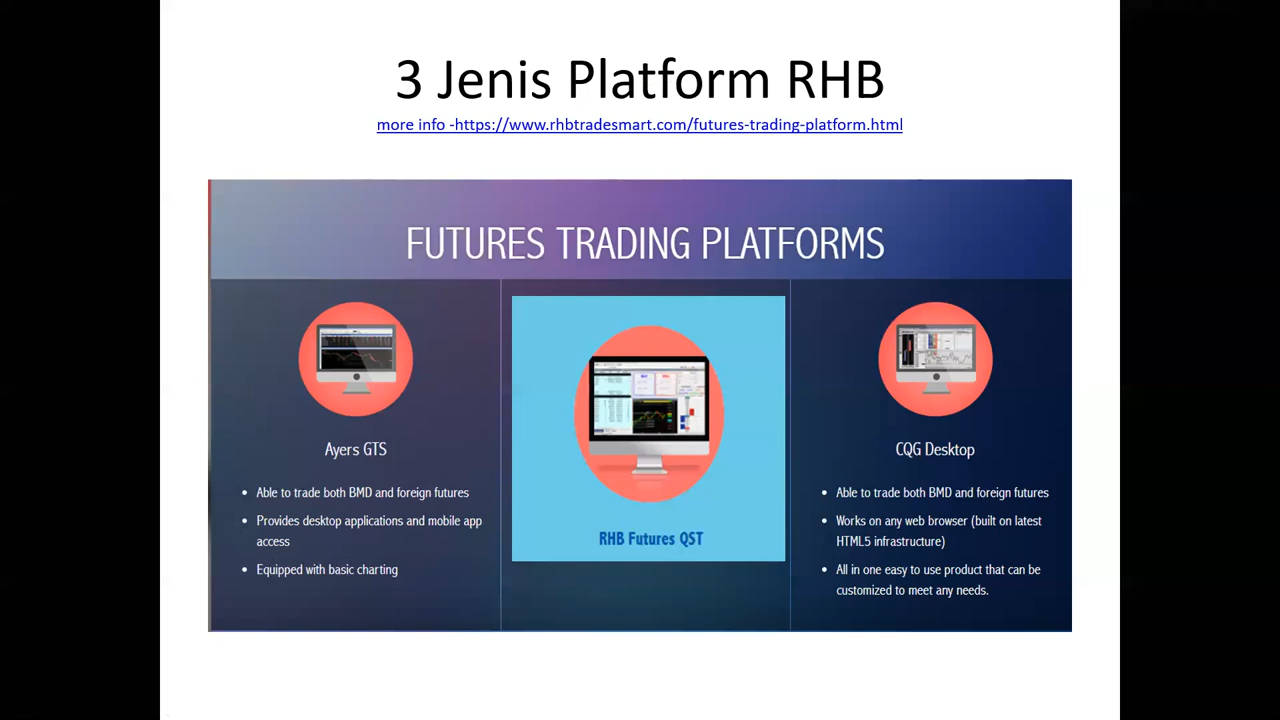 3 Jenis Platform RHB
more info -https://www.rhbtradesmart.com/futures-trading-platform.html
FUTURES TRADING PLATFORMS
Ayers GTS
• Able to trade both BMD and foreign futures
• Provides desktop applications and mobile app
access
• Equipped with basic charting
RHB Futures QST
CQG Desktop
• Able to trade both BMD and foreign futures
• Works on any web browser (built on latest
HTML5 infrastructure)
• All in one easy to use product that can be
customized to meet any needs.